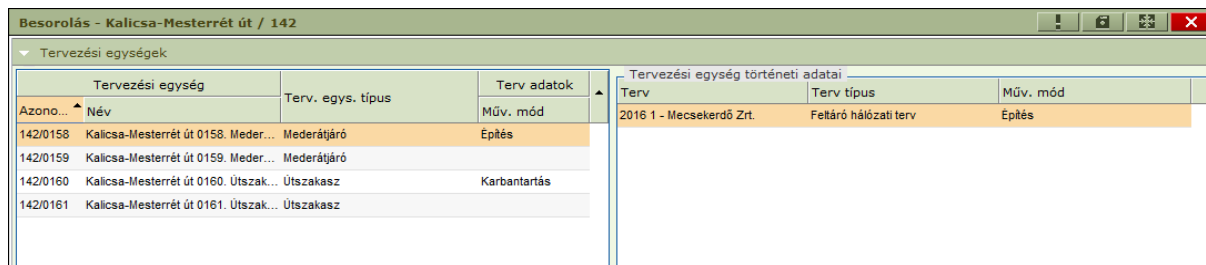 Besorolás - Kalicsa-Mesterrét út / 142
Tervezési egységek
Tervezési egység Terv. egys. típus Terv adatok
Azono... Név Műv. mód
142/0158 Kalicsa-Mesterrét út 0158. Meder... Mederátjáró Építés
142/0159 Kalicsa-Mesterrét út 0159. Meder... Mederátjáró
142/0160 Kalicsa-Mesterrét út 0160. Útszak... Útszakasz Karbantartás
142/0161 Kalicsa-Mesterrét út 0161. Útszak... Útszakasz
Tervezési egység történeti adatai
Terv Terv típus Műv. mód
2016 1 - Mecsekerdő Zrt. Feltáró hálózati terv Építés